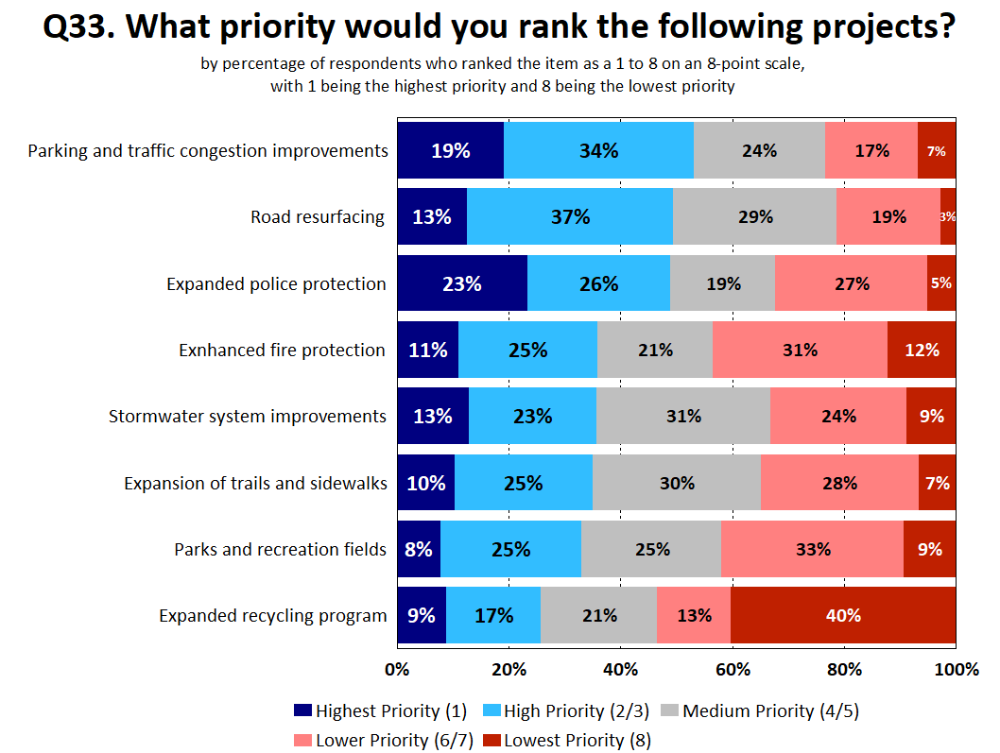 Q33. What priority would you rank the following projects?
by percentage of respondents who ranked the item as a 1 to 8 on an 8-point scale,
with 1 being the highest priority and 8 being the lowest priority
Parking and traffic congestion improvements 19% 34% 24% 17% 7%
Road resurfacing 13% 37% 29% 19% 3%
Expanded police protection 23% 26% 19% 27% 5%
Exnhanced fire protection 11% 25% 21% 31% 12%
Stormwater system improvements 13% 23% 31% 24% 9%
Expansion of trails and sidewalks 10% 25% 30% 28% 7%
Parks and recreation fields 8% 25% 25% 33% 9%
Expanded recycling program 9% 17% 21% 13% 40%
0% 20% 40% 60% 80% 100%
Highest Priority (1) High Priority (2/3) Medium Priority (4/5)
Lower Priority (6/7) Lowest Priority (8)